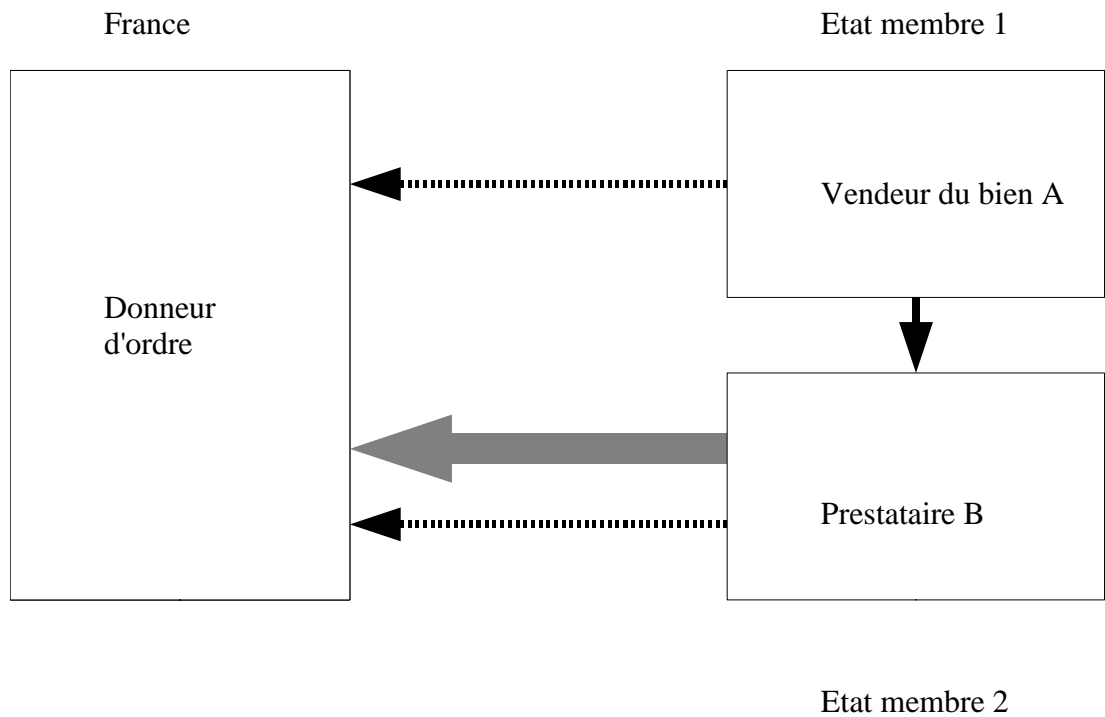 France
Etat membre 1
Vendeur du bien A
Donneur
d'ordre
Prestataire B
Etat membre 2